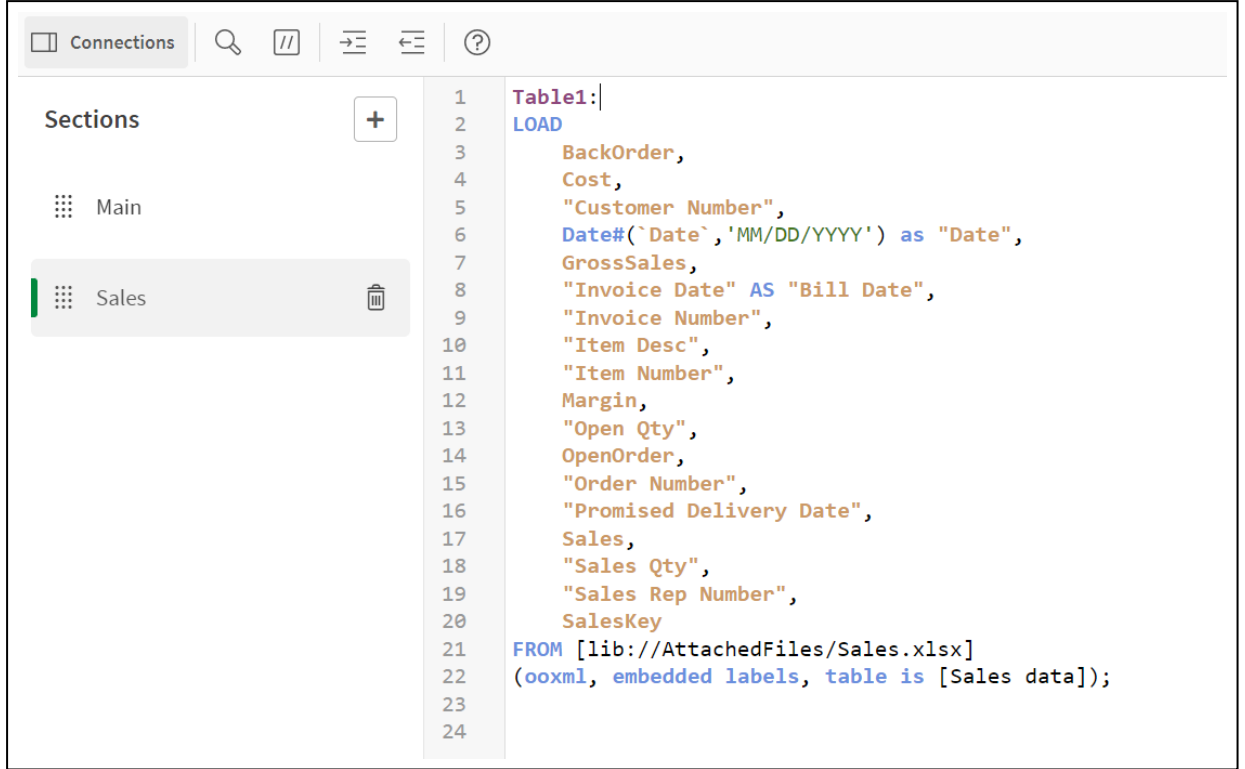 Connections // ?
Sections +
Main
Sales
1 Table1:
2 LOAD
3 BackOrder,
4 Cost,
5 "Customer Number",
6 Date#(`Date`,'MM/DD/YYYY') as "Date",
7 GrossSales,
8 "Invoice Date" AS "Bill Date",
9 "Invoice Number",
10 "Item Desc",
11 "Item Number",
12 Margin,
13 "Open Qty",
14 OpenOrder,
15 "Order Number",
16 "Promised Delivery Date",
17 Sales,
18 "Sales Qty",
19 "Sales Rep Number",
20 SalesKey
21 FROM [lib://AttachedFiles/Sales.xlsx]
22 (ooxml, embedded labels, table is [Sales data]);
23
24